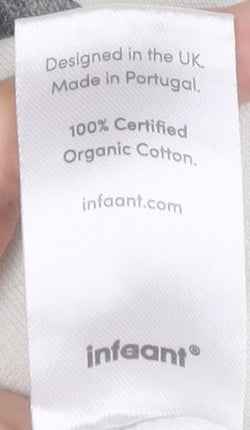 Designed in the UK.
Made in Portugal.
100% Certified
Organic Cotton.
infaant.com
infaant®